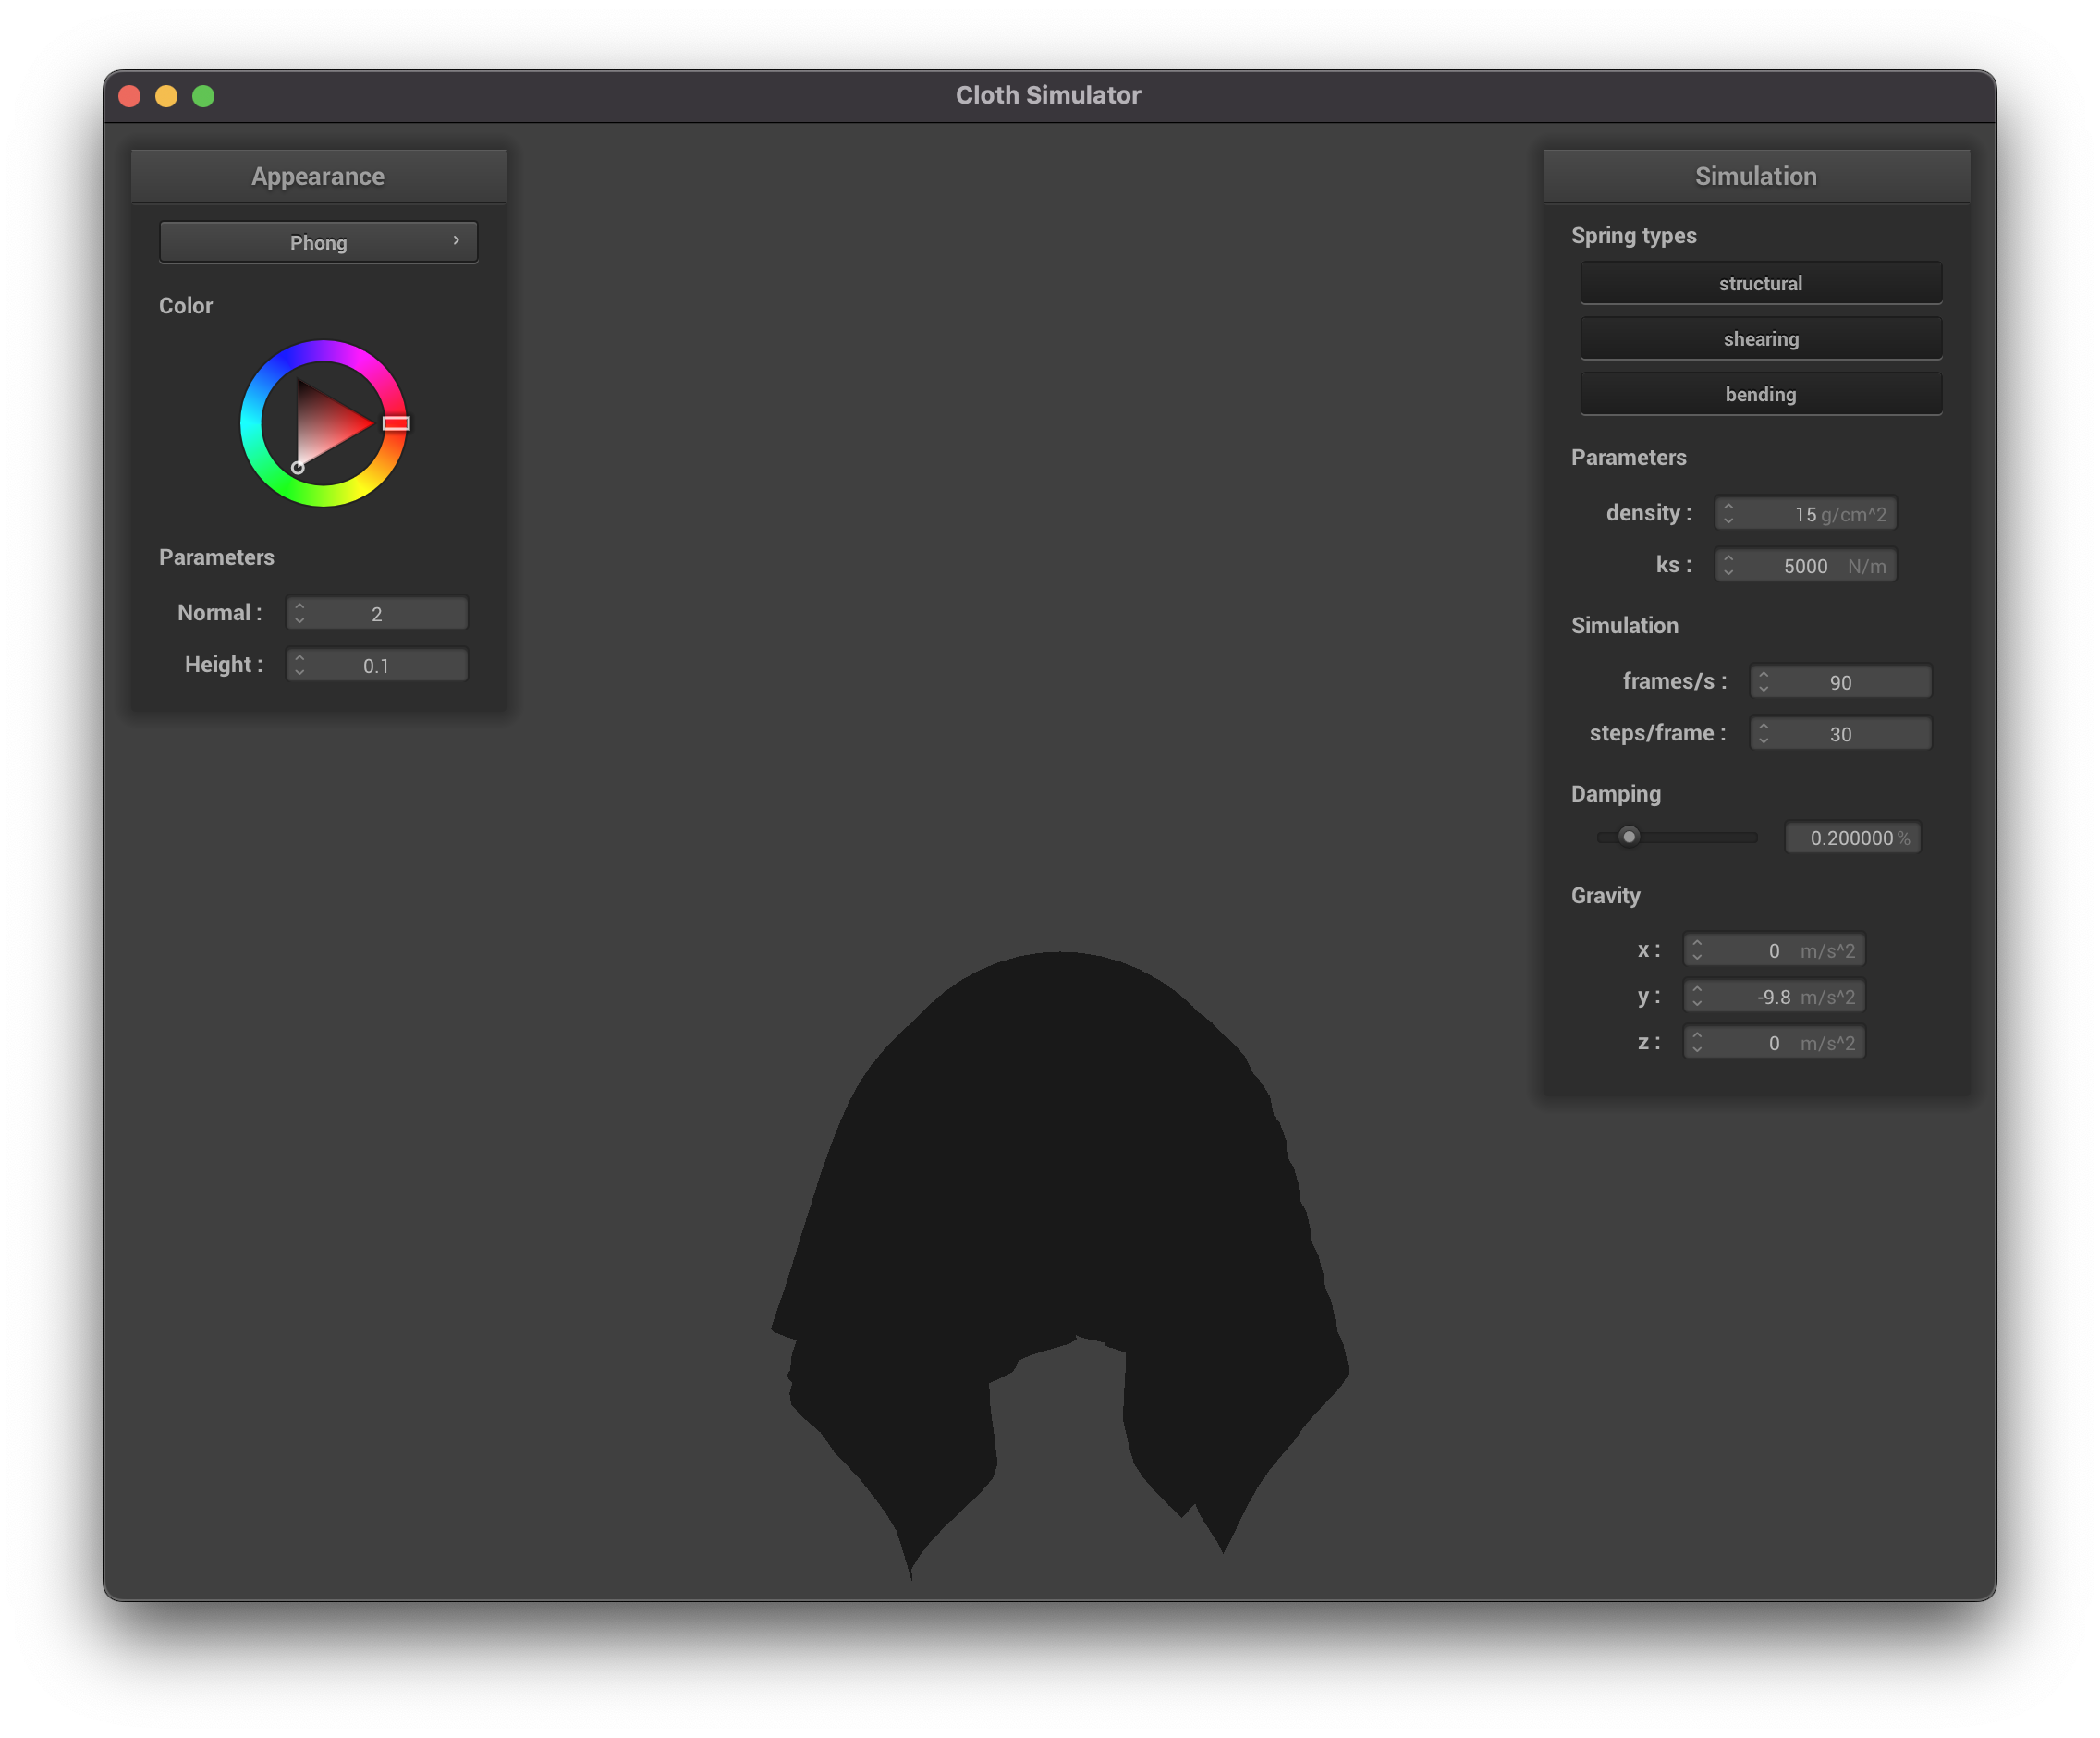 Cloth Simulator
Appearance
Phong
Color
Parameters
Normal : 2
Height : 0.1
Simulation
Spring types
structural
shearing
bending
Parameters
density : 15 g/cm^2
ks : 5000 N/m
Simulation
frames/s : 90
steps/frame : 30
Damping
0.200000 %
Gravity
x : 0 m/s^2
y : -9.8 m/s^2
z : 0 m/s^2